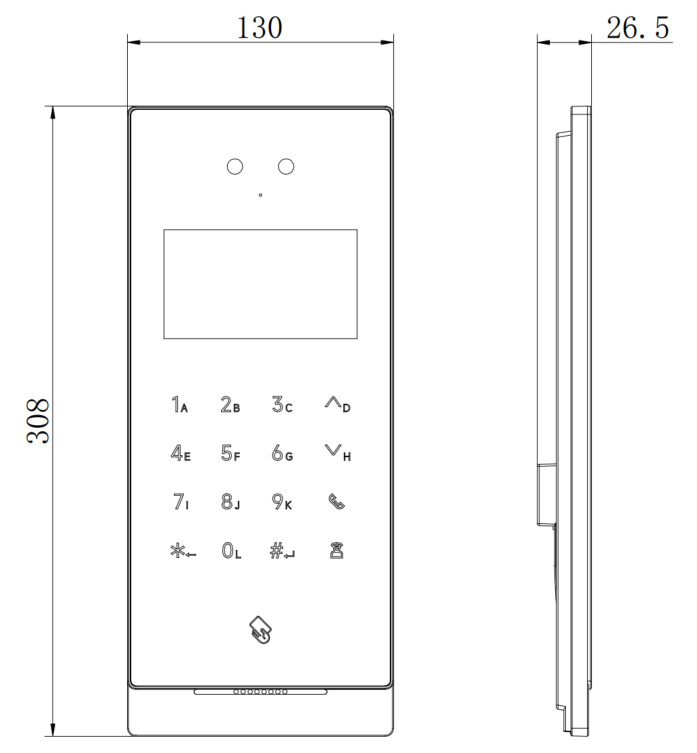 130
26.5
308
1A 2B 3C D
4E 5F 6G H
7I 8J 9K
*← 0L #↵